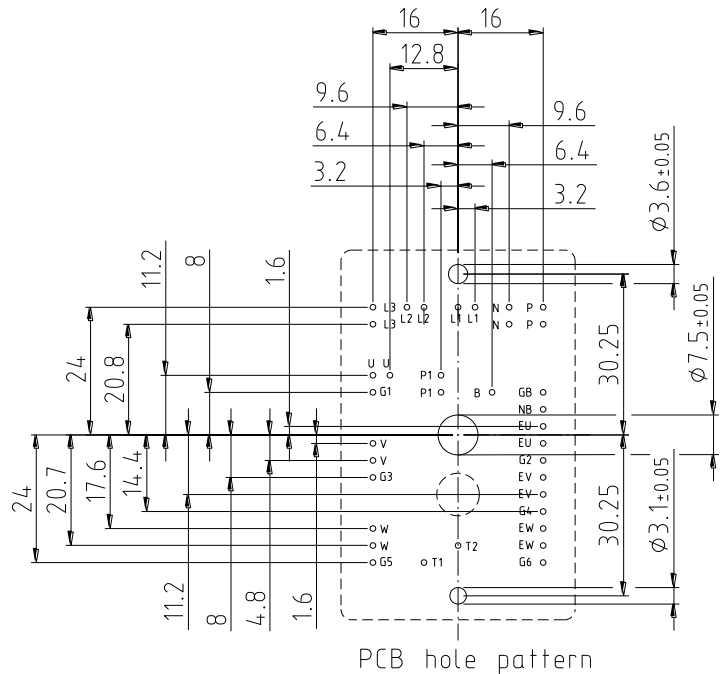 16 16
12.8
9.6 9.6
6.4 6.4
3.2 3.2
Ø3.6±0.05
11.2 8 1.6
L3 L2 L2 L1 L1 N P
L3 N P
24 20.8
30.25
Ø7.5±0.05
U U P1
G1 P1 B GB
NB
EU
V EU
V G2
G3 EV
EV
G4
24 20.7 17.6 14.4
W EW
W T2 EW
G5 T1 G6
30.25
Ø3.1±0.05
11.2 8 4.8 1.6
PCB hole pattern